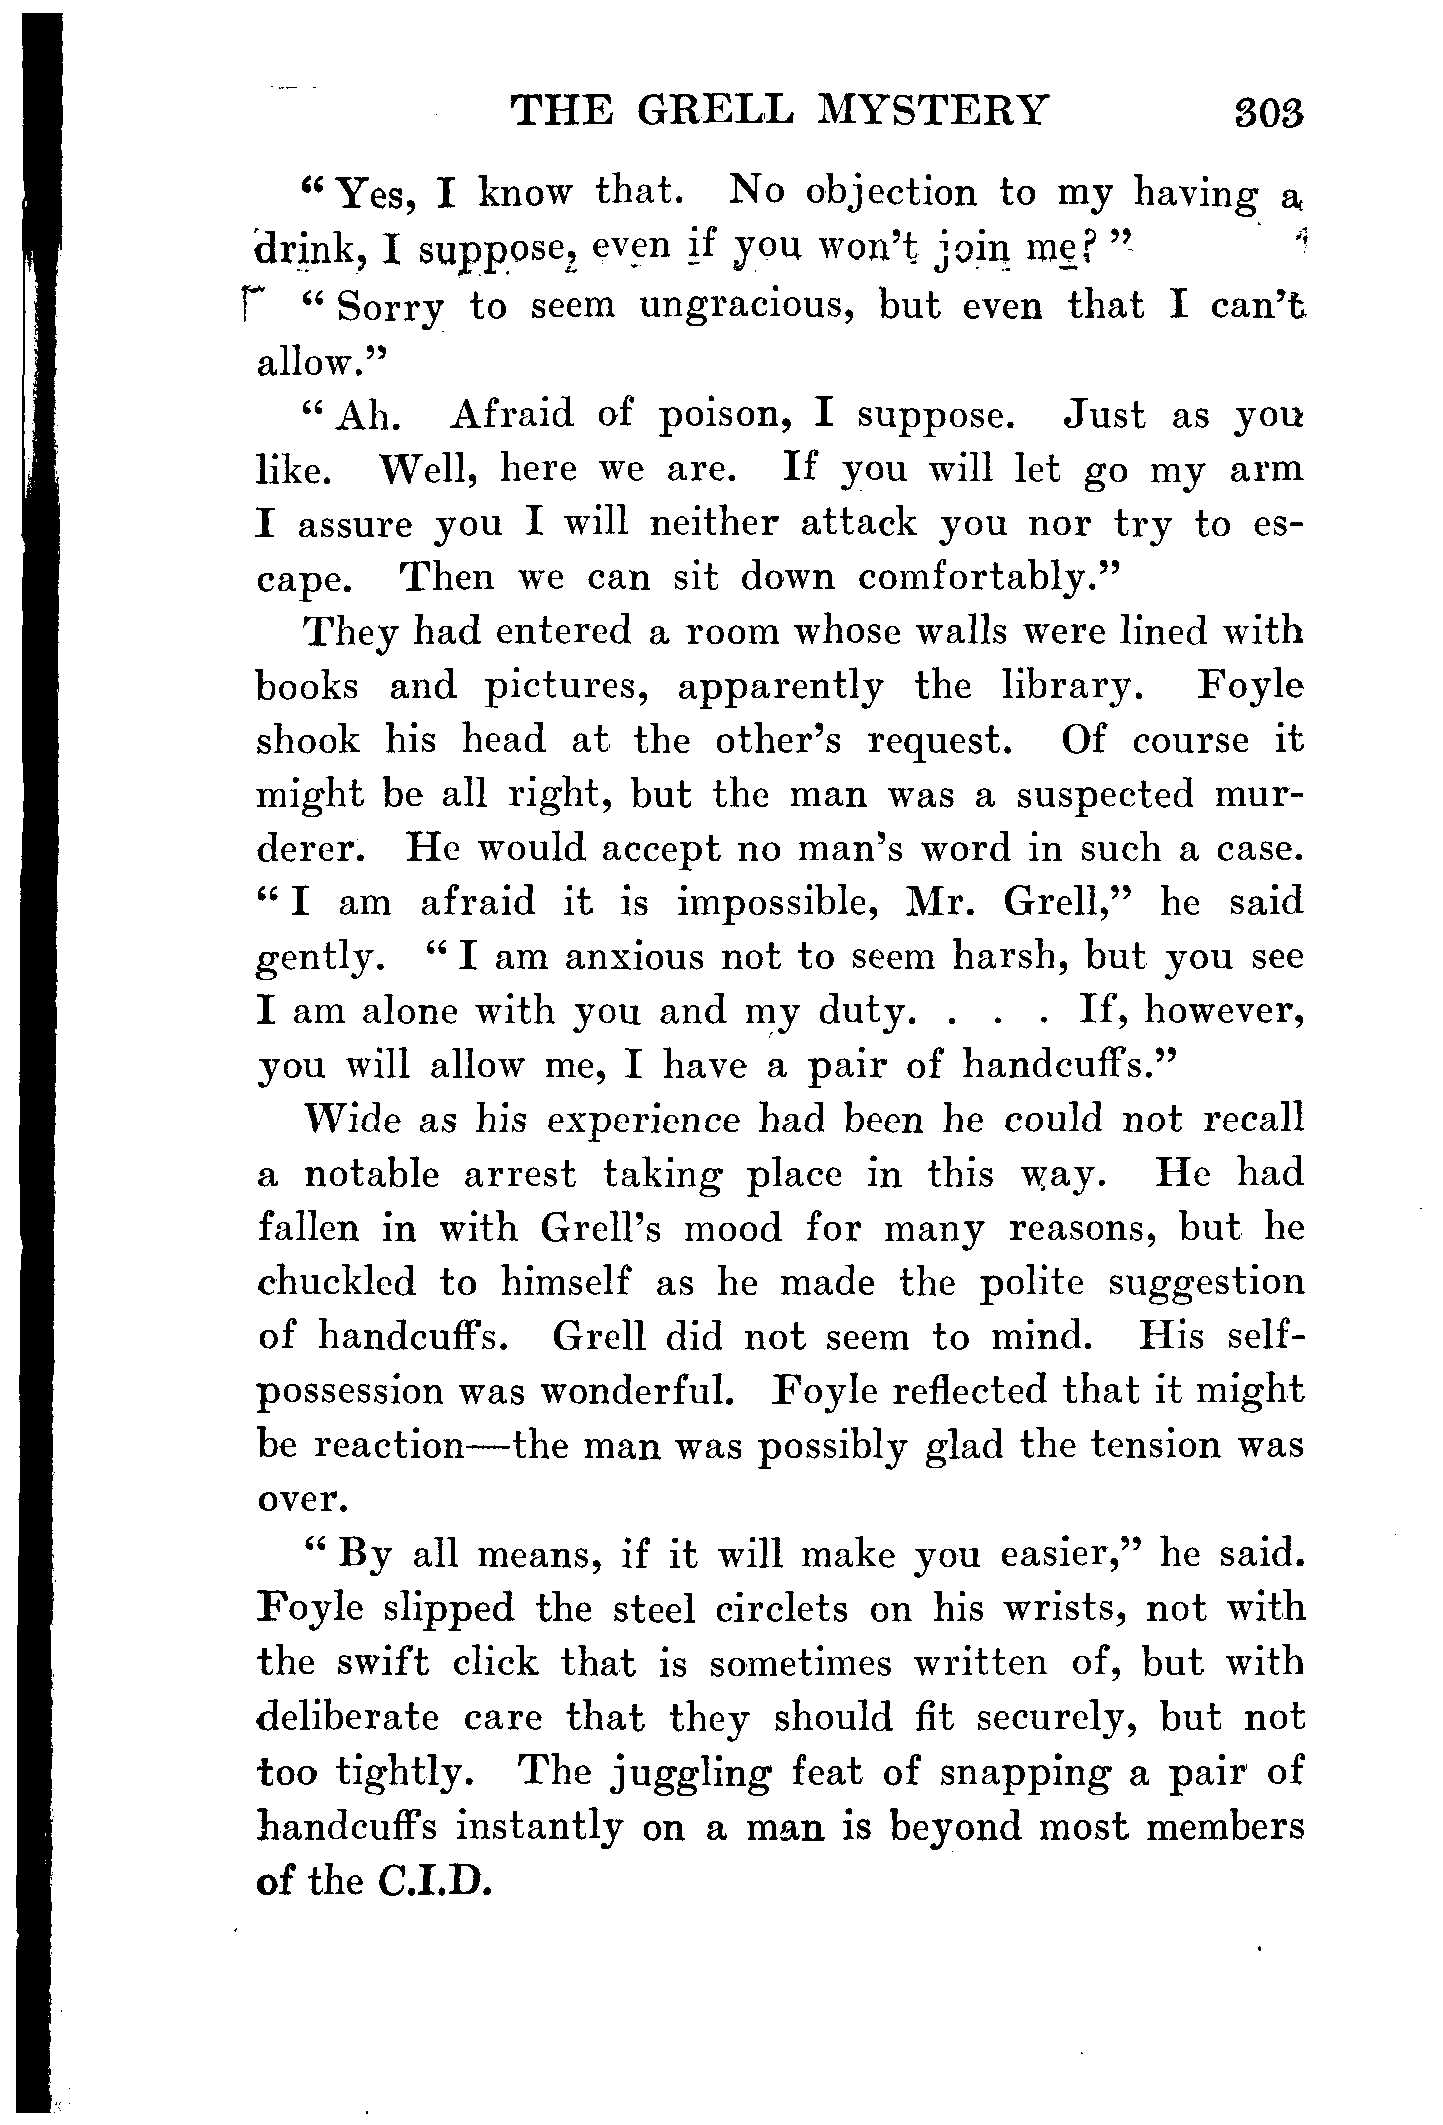 THE GRELL MYSTERY 303
“Yes, I know that. No objection to my having a
drink, I suppose, even if you won’t join me?”
“Sorry to seem ungracious, but even that I can’t
allow.”
“Ah. Afraid of poison, I suppose. Just as you
like. Well, here we are. If you will let go my arm
I assure you I will neither attack you nor try to es-
cape. Then we can sit down comfortably.”
They had entered a room whose walls were lined with
books and pictures, apparently the library. Foyle
shook his head at the other’s request. Of course it
might be all right, but the man was a suspected mur-
derer. He would accept no man’s word in such a case.
“I am afraid it is impossible, Mr. Grell,” he said
gently. “I am anxious not to seem harsh, but you see
I am alone with you and my duty. . . . If, however,
you will allow me, I have a pair of handcuffs.”
Wide as his experience had been he could not recall
a notable arrest taking place in this way. He had
fallen in with Grell’s mood for many reasons, but he
chuckled to himself as he made the polite suggestion
of handcuffs. Grell did not seem to mind. His self-
possession was wonderful. Foyle reflected that it might
be reaction—the man was possibly glad the tension was
over.
“By all means, if it will make you easier,” he said.
Foyle slipped the steel circlets on his wrists, not with
the swift click that is sometimes written of, but with
deliberate care that they should fit securely, but not
too tightly. The juggling feat of snapping a pair of
handcuffs instantly on a man is beyond most members
of the C.I.D.